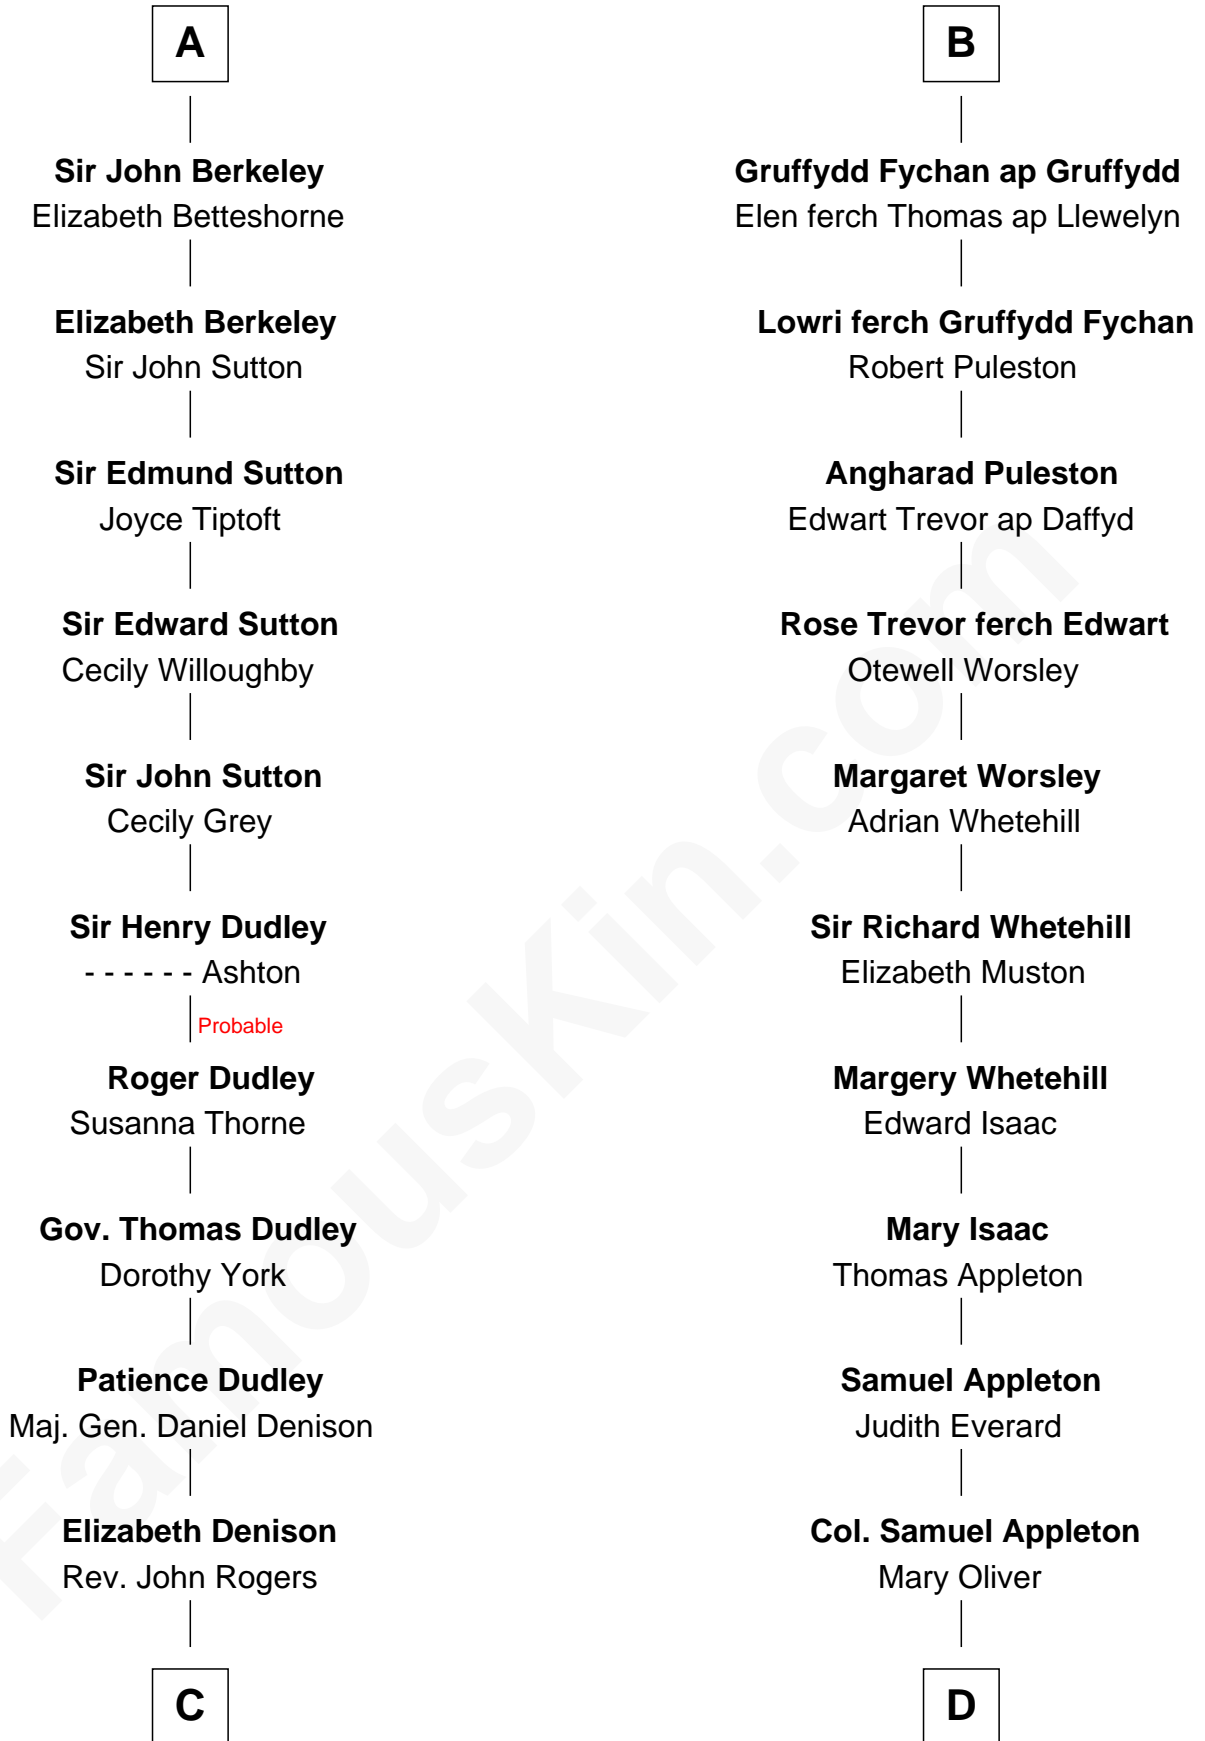 A
Sir John Berkeley
Elizabeth Betteshorne
Elizabeth Berkeley
Sir John Sutton
Sir Edmund Sutton
Joyce Tiptoft
Sir Edward Sutton
Cecily Willoughby
Sir John Sutton
Cecily Grey
Sir Henry Dudley
- - - - - - Ashton
Probable
Roger Dudley
Susanna Thorne
Gov. Thomas Dudley
Dorothy York
Patience Dudley
Maj. Gen. Daniel Denison
Elizabeth Denison
Rev. John Rogers
C
B
Gruffydd Fychan ap Gruffydd
Elen ferch Thomas ap Llewelyn
Lowri ferch Gruffydd Fychan
Robert Puleston
Angharad Puleston
Edwart Trevor ap Daffyd
Rose Trevor ferch Edwart
Otewell Worsley
Margaret Worsley
Adrian Whetehill
Sir Richard Whetehill
Elizabeth Muston
Margery Whetehill
Edward Isaac
Mary Isaac
Thomas Appleton
Samuel Appleton
Judith Everard
Col. Samuel Appleton
Mary Oliver
D
FamousKin.com